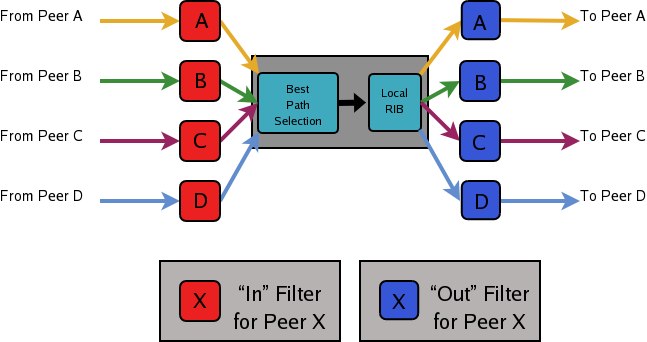 From Peer A
A
A
To Peer A
From Peer B
B
B
To Peer B
Best
Path
Selection
Local
RIB
From Peer C
C
C
To Peer C
From Peer D
D
D
To Peer D
X
“In” Filter
for Peer X
X
“Out” Filter
for Peer X